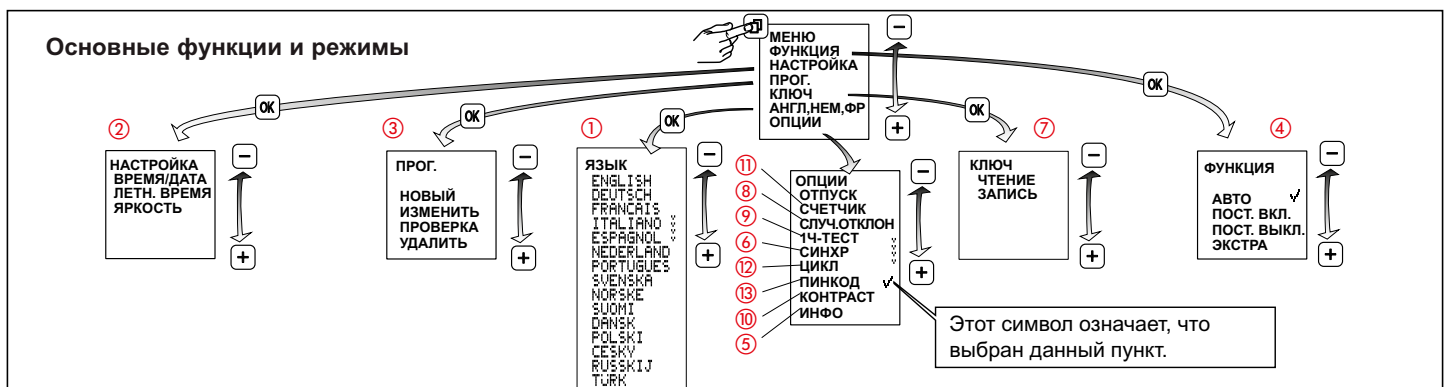 Основные функции и режимы
МЕНЮ
ФУНКЦИЯ
НАСТРОЙКА
ПРОГ.
КЛЮЧ
АНГЛ,НЕМ,ФР
ОПЦИИ
−
+
OK
OK
OK
OK
OK
②
НАСТРОЙКА
ВРЕМЯ/ДАТА
ЛЕТН. ВРЕМЯ
ЯРКОСТЬ
−
+
③
ПРОГ.
НОВЫЙ
ИЗМЕНИТЬ
ПРОВЕРКА
УДАЛИТЬ
−
+
①
ЯЗЫК
ENGLISH
DEUTSCH
FRANCAIS
ITALIANO
ESPAGNOL
NEDERLAND
PORTUGUES
SVENSKA
NORSKE
SUOMI
DANSK
POLSKI
CESKY
RUSSKIJ
TURK
−
+
ОПЦИИ
⑪ ОТПУСК
⑧ СЧЕТЧИК
⑨ СЛУЧ.ОТКЛОН
⑥ 1Ч-ТЕСТ
⑫ СИНХР
⑬ ЦИКЛ
⑩ ПИНКОД ✓
⑤ КОНТРАСТ
ИНФО
−
+
⑦
КЛЮЧ
ЧТЕНИЕ
ЗАПИСЬ
−
+
④
ФУНКЦИЯ
АВТО ✓
ПОСТ. ВКЛ.
ПОСТ. ВЫКЛ.
ЭКСТРА
−
+
Этот символ означает, что
выбран данный пункт.